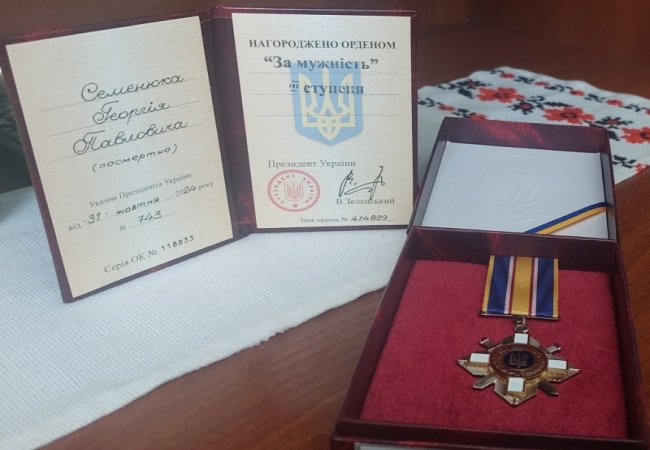 Семенюка
Георгія
Павловича
(посмертно)
Указом Президента України
від "31" жовтня 2024 року
№ 743
Серія ОК № 118833
НАГОРОДЖЕНО ОРДЕНОМ
"За мужність"
III ступеня
Президент України
В.Зеленський
Знак ордена № 414899